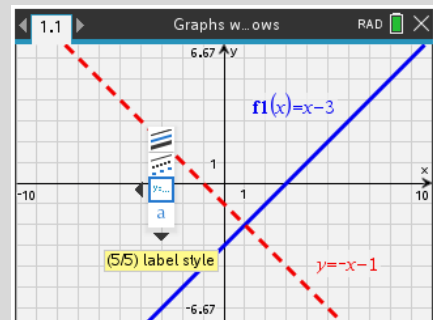 1.1
Graphs w...ows
RAD
6.67
y
f1(x)=x-3
1
x
-10
y=...
1
10
a
(5/5) label style
y=-x-1
-6.67